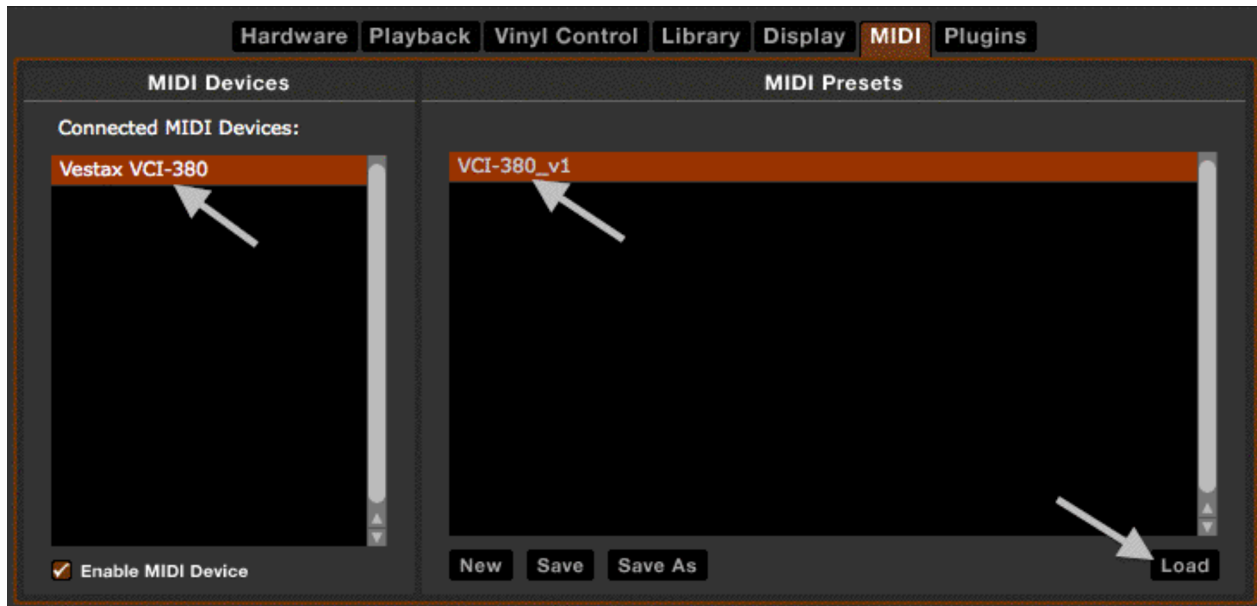 Hardware Playback Vinyl Control Library Display MIDI Plugins
MIDI Devices
Connected MIDI Devices:
Vestax VCI-380
Enable MIDI Device
MIDI Presets
VCI-380_v1
New Save Save As Load